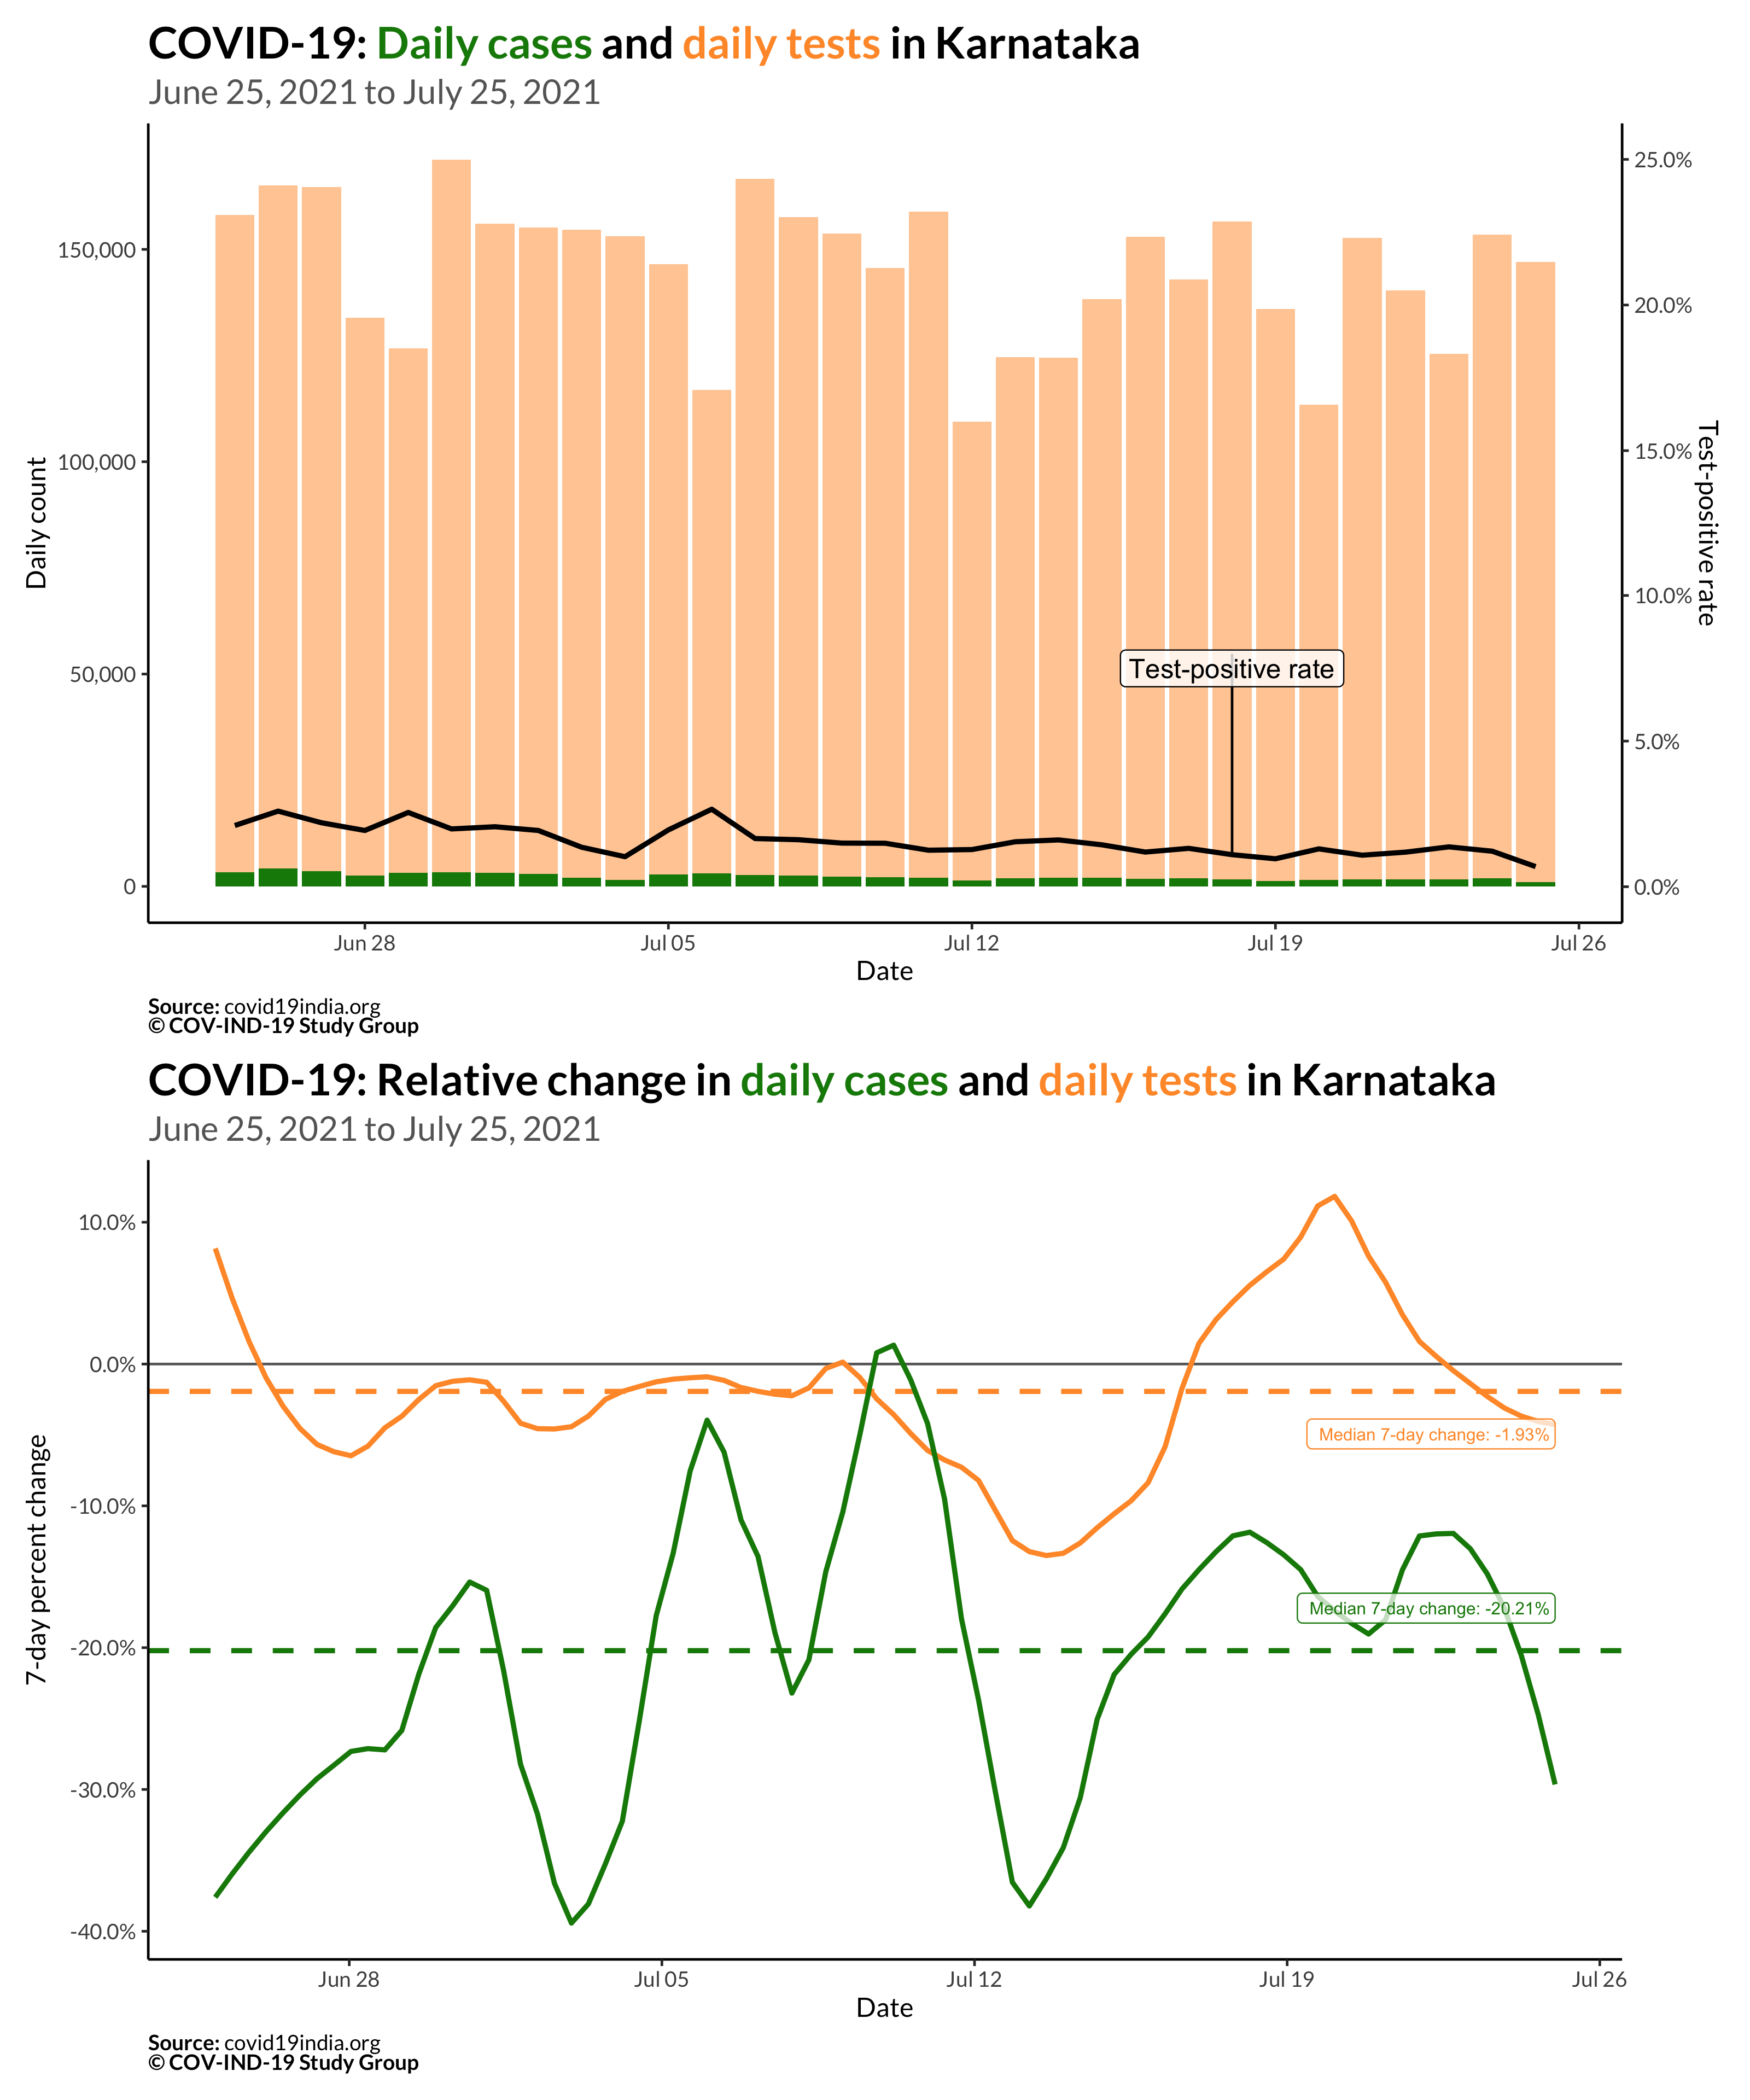 COVID-19: Daily cases and daily tests in Karnataka
June 25, 2021 to July 25, 2021
Daily count
150,000
100,000
50,000
0
25.0%
20.0%
15.0%
10.0%
5.0%
0.0%
Test-positive rate
Test-positive rate
Jun 28
Jul 05
Jul 12
Jul 19
Jul 26
Date
Source: covid19india.org
© COV-IND-19 Study Group
COVID-19: Relative change in daily cases and daily tests in Karnataka
June 25, 2021 to July 25, 2021
7-day percent change
10.0%
0.0%
-10.0%
-20.0%
-30.0%
-40.0%
Median 7-day change: -1.93%
Median 7-day change: -20.21%
Jun 28
Jul 05
Jul 12
Jul 19
Jul 26
Date
Source: covid19india.org
© COV-IND-19 Study Group